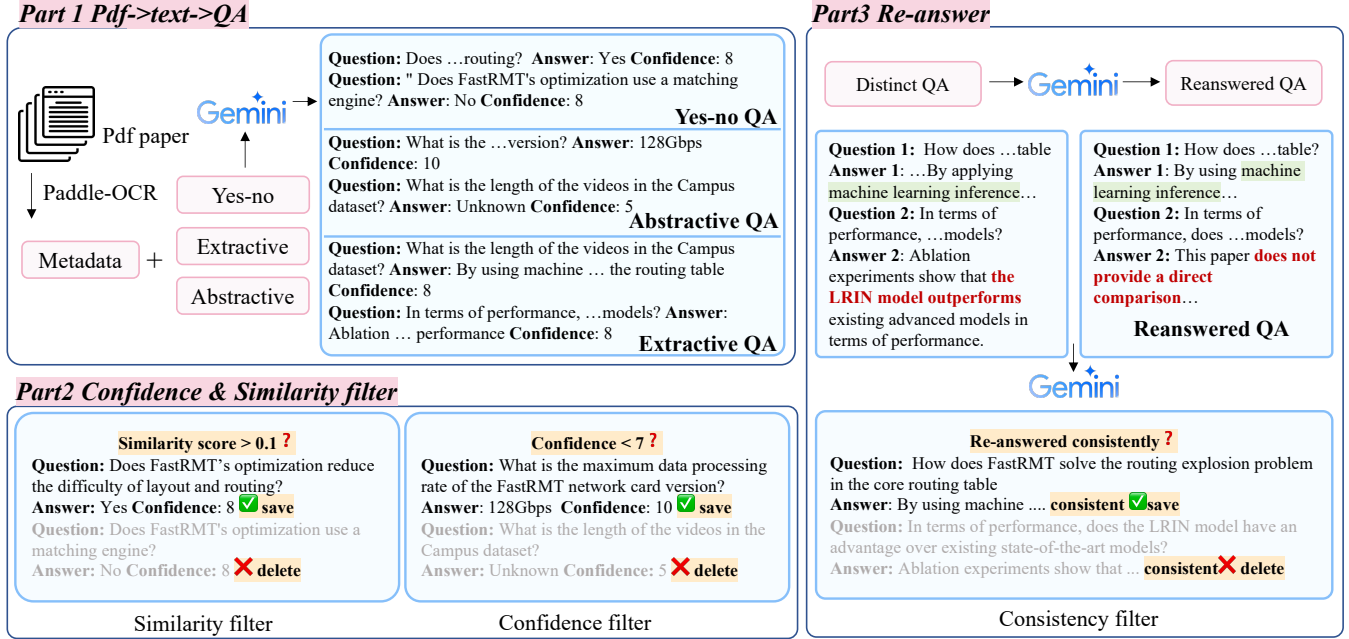 Part 1 Pdf->text->QA
Pdf paper
Paddle-OCR
Metadata
+
Gemini
Yes-no
Extractive
Abstractive
Question: Does …routing? Answer: Yes Confidence: 8
Question: " Does FastRMT's optimization use a matching
engine? Answer: No Confidence: 8
Yes-no QA
Question: What is the …version? Answer: 128Gbps
Confidence: 10
Question: What is the length of the videos in the Campus
dataset? Answer: Unknown Confidence: 5
Abstractive QA
Question: What is the length of the videos in the Campus
dataset? Answer: By using machine … the routing table
Confidence: 8
Question: In terms of performance, …models? Answer:
Ablation … performance Confidence: 8
Extractive QA
Part2 Confidence & Similarity filter
Similarity score > 0.1 ?
Question: Does FastRMT's optimization reduce
the difficulty of layout and routing?
Answer: Yes Confidence: 8 ✅ save
Question: Does FastRMT's optimization use a
matching engine?
Answer: No Confidence: 8 ❌ delete
Similarity filter
Confidence < 7 ?
Question: What is the maximum data processing
rate of the FastRMT network card version?
Answer: 128Gbps Confidence: 10 ✅ save
Question: What is the length of the videos in the
Campus dataset?
Answer: Unknown Confidence: 5 ❌ delete
Confidence filter
Part3 Re-answer
Distinct QA
Gemini
Reanswered QA
Question 1: How does …table
Answer 1: …By applying
machine learning inference…
Question 2: In terms of
performance, …models?
Answer 2: Ablation
experiments show that the
LRIN model outperforms
existing advanced models in
terms of performance.
Question 1: How does …table?
Answer 1: By using machine
learning inference…
Question 2: In terms of
performance, does …models?
Answer 2: This paper does not
provide a direct
comparison…
Reanswered QA
Gemini
Re-answered consistently ?
Question: How does FastRMT solve the routing explosion problem
in the core routing table
Answer: By using machine .... consistent ✅save
Question: In terms of performance, does the LRIN model have an
advantage over existing state-of-the-art models?
Answer: Ablation experiments show that ... consistent❌ delete
Consistency filter